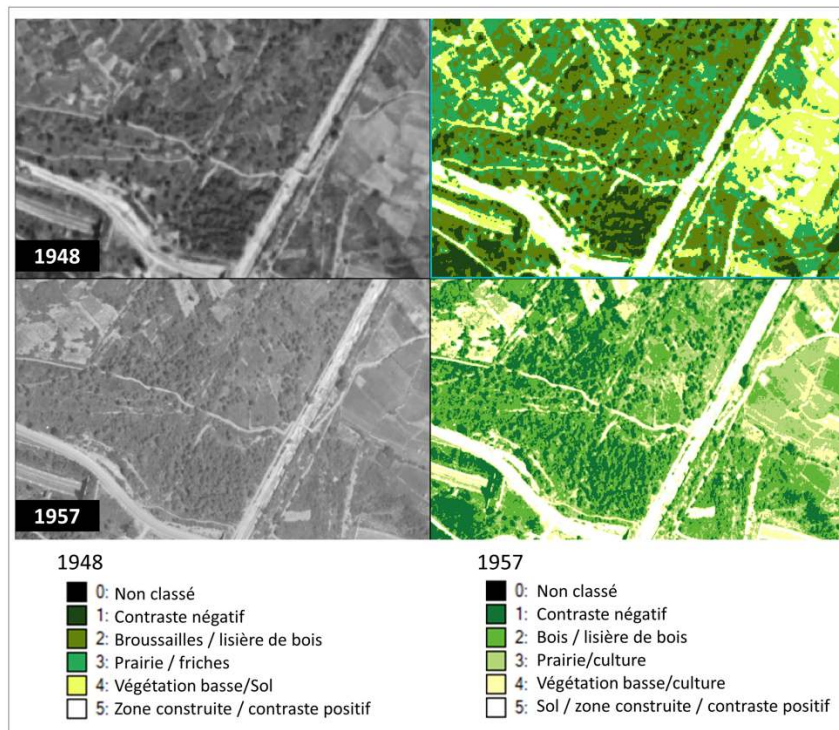 1948
1957
1948
0: Non classé
1: Contraste négatif
2: Broussailles / lisière de bois
3: Prairie / friches
4: Végétation basse/Sol
5: Zone construite / contraste positif
1957
0: Non classé
1: Contraste négatif
2: Bois / lisière de bois
3: Prairie/culture
4: Végétation basse/culture
5: Sol / zone construite / contraste positif